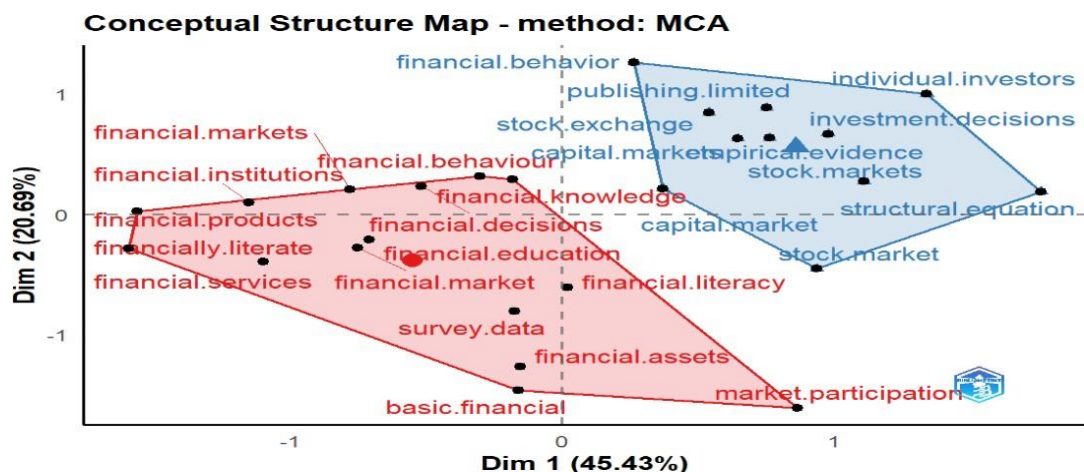 Conceptual Structure Map - method: MCA
financial.behavior
individual.investors
publishing.limited
investment.decisions
stock.exchange
capital.markets
empirical.evidence
stock.markets
structural.equation
capital.market
stock.market
financial.markets
financial.behaviour
financial.institutions
financial.knowledge
financial.products
financial.decisions
financially.literate
financial.education
financial.services
financial.market
financial.literacy
survey.data
financial.assets
market.participation
basic.financial
Dim 2 (20.69%)
1
0
-1
-1
0
1
Dim 1 (45.43%)